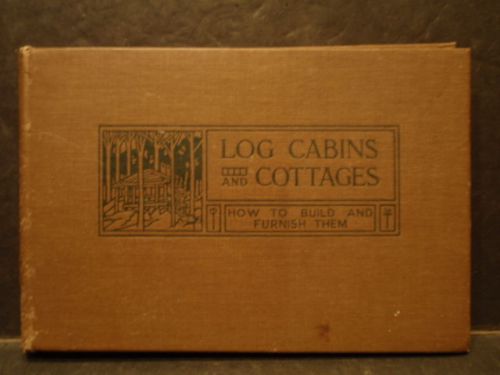 LOG CABINS
AND COTTAGES
HOW TO BUILD AND
FURNISH THEM